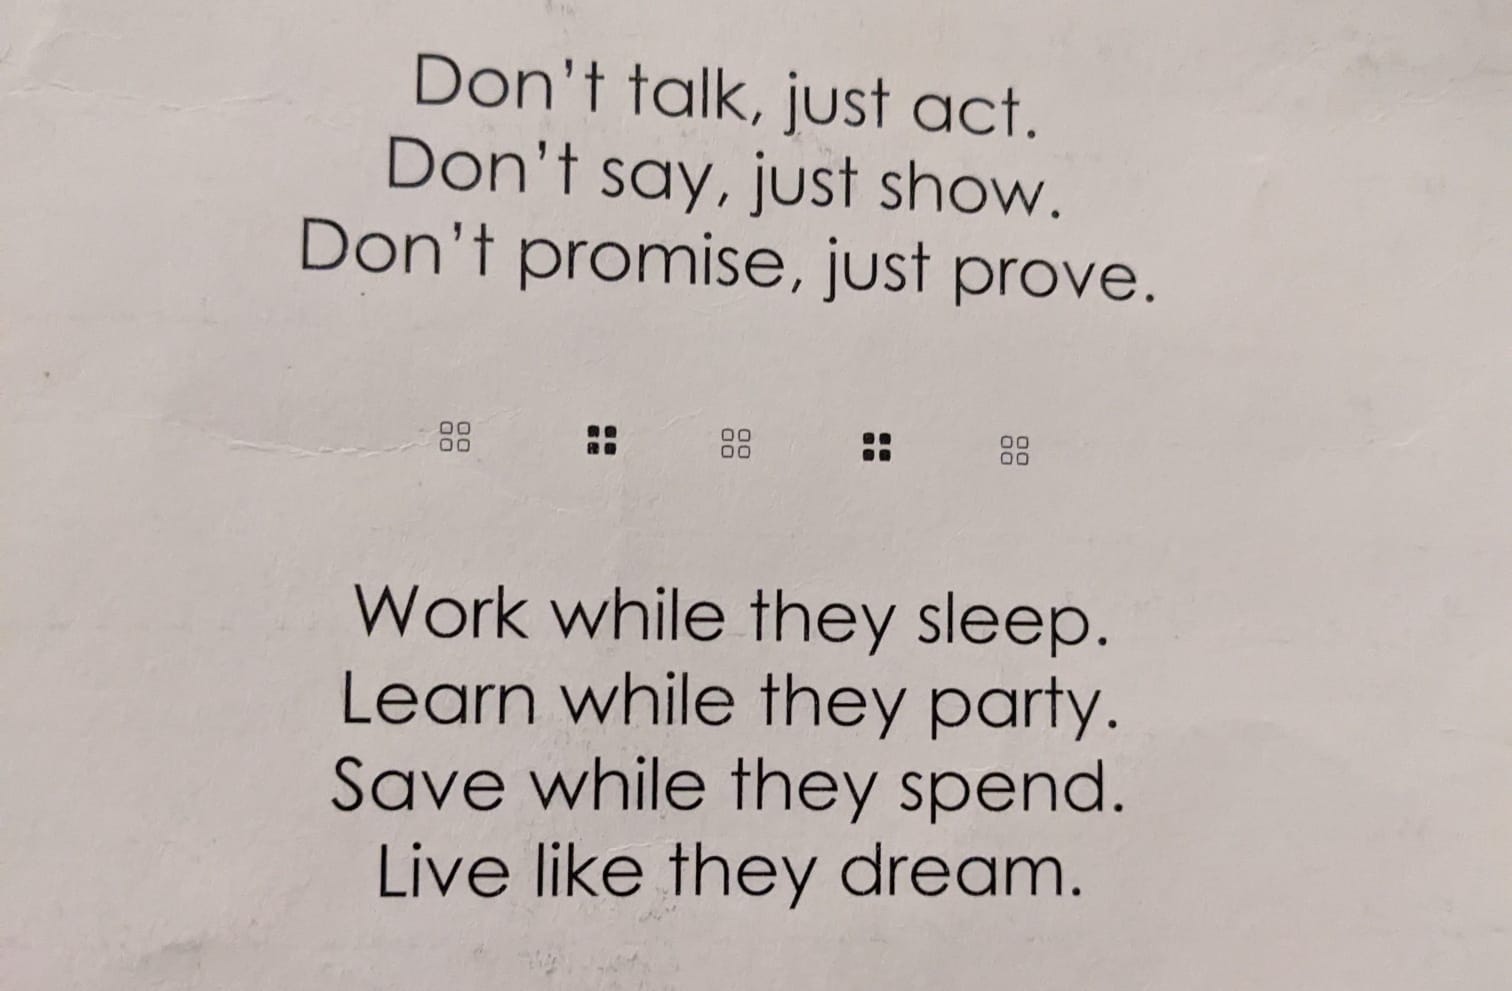 Don't talk, just act.
Don't say, just show.
Don't promise, just prove.
Work while they sleep.
Learn while they party.
Save while they spend.
Live like they dream.